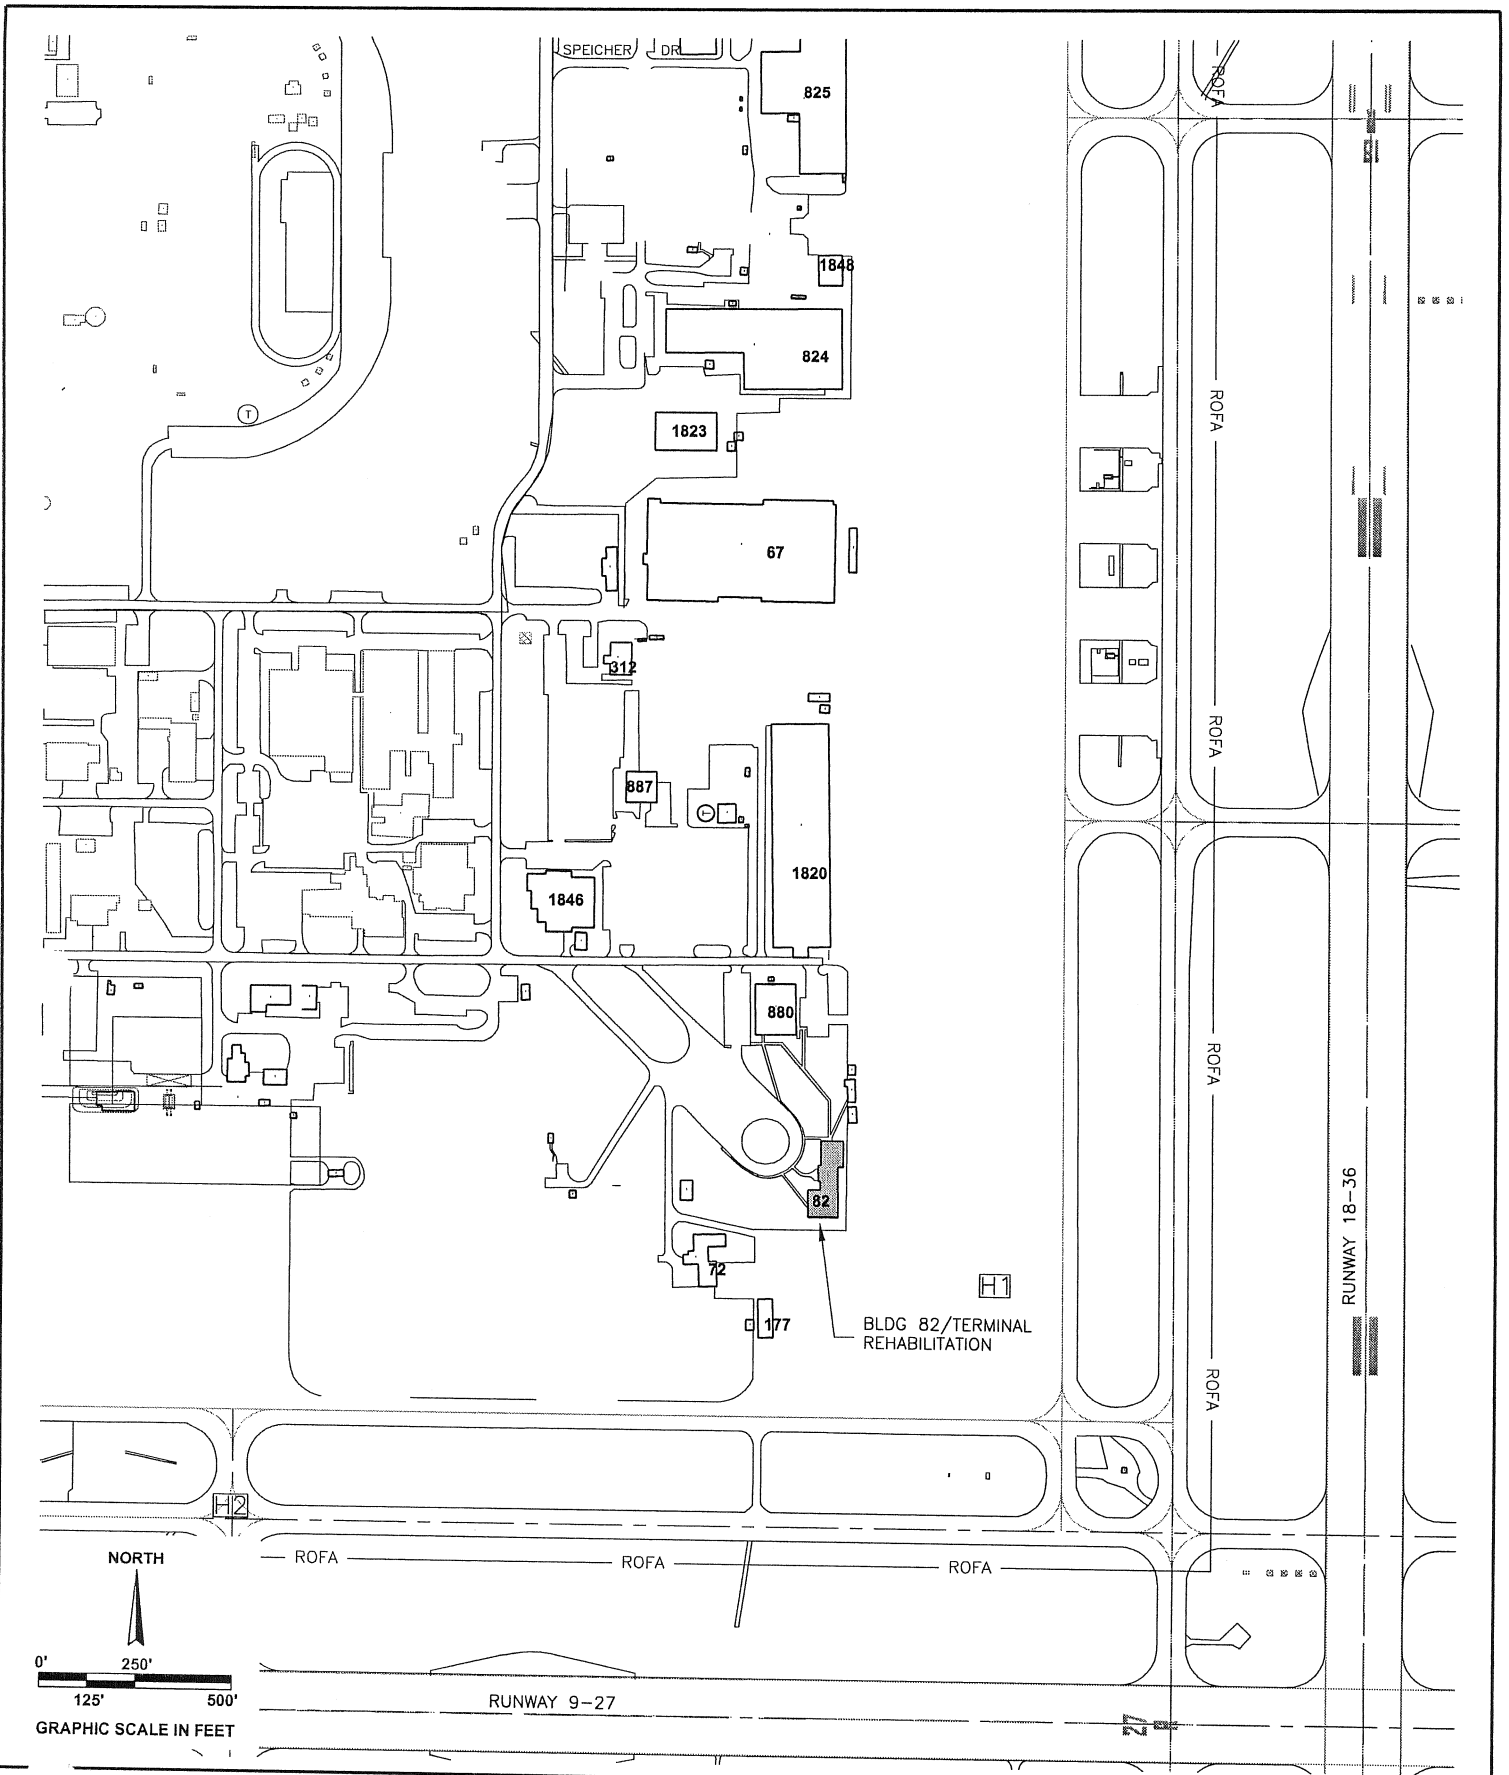 SPEICHER DR
825
ROFA
18
1848
824
ROFA
1823
67
312
ROFA
887
T
T
1820
1846
880
ROFA
RUNWAY 18-36
82
72
H1
177
BLDG 82/TERMINAL
REHABILITATION
ROFA
H2
NORTH
ROFA ROFA ROFA
0' 250'
125' 500'
GRAPHIC SCALE IN FEET
RUNWAY 9-27
27